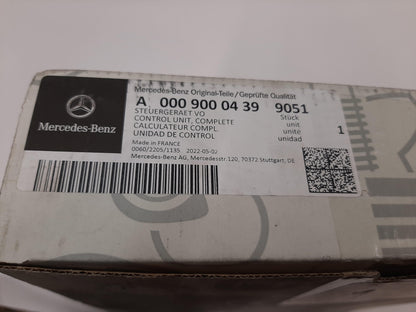 Mercedes-Benz Original-Teile/Geprüfte Qualität
A 000 900 04 39 9051
STEUERGERAET VO
CONTROL UNIT, COMPLETE
CALCULATEUR COMPL.
UNIDAD DE CONTROL
Stück
unit
unité
unidad
1
Made in FRANCE
0060/2205/1135 2022-05-02
Mercedes-Benz AG, Mercedesstr.120, 70372 Stuttgart, DE
Mercedes-Benz